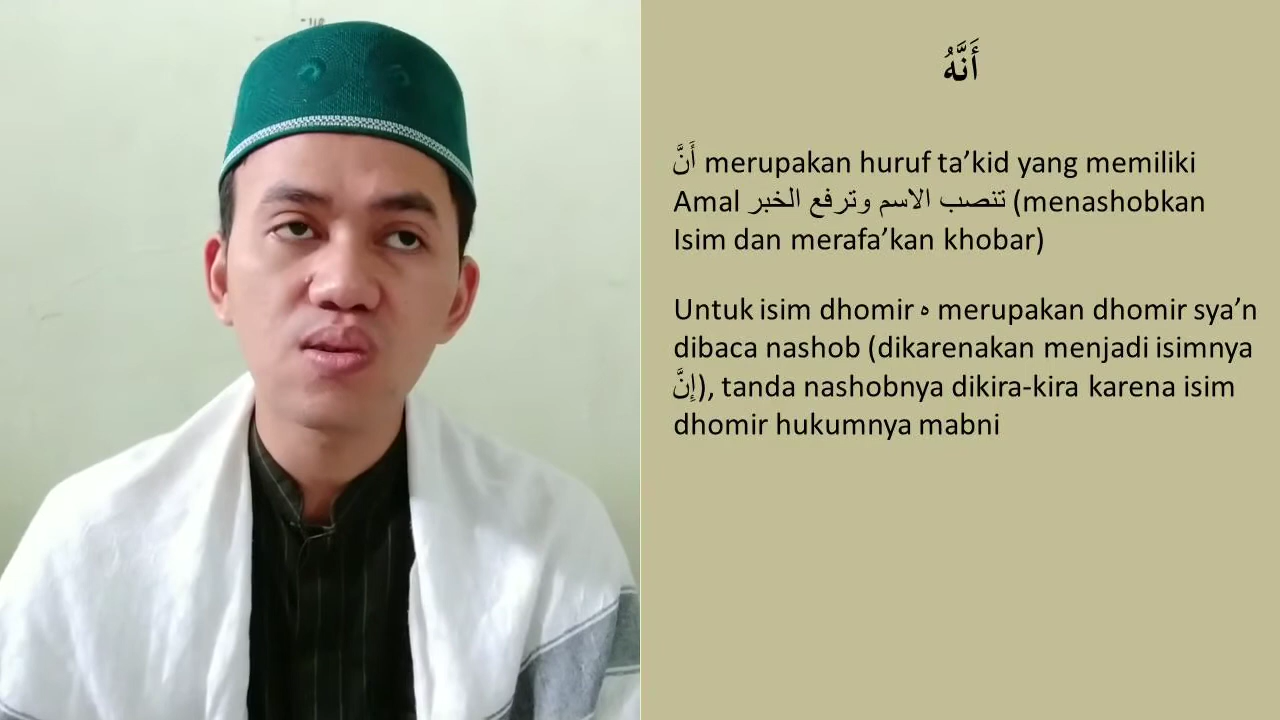 أَنَّهُ
أَنَّ merupakan huruf ta’kid yang memiliki
Amal تنصب الاسم وترفع الخبر (menashobkan
Isim dan merafa’kan khobar)
Untuk isim dhomir ه merupakan dhomir sya’n
dibaca nashob (dikarenakan menjadi isimnya
إِنَّ), tanda nashobnya dikira-kira karena isim
dhomir hukumnya mabni